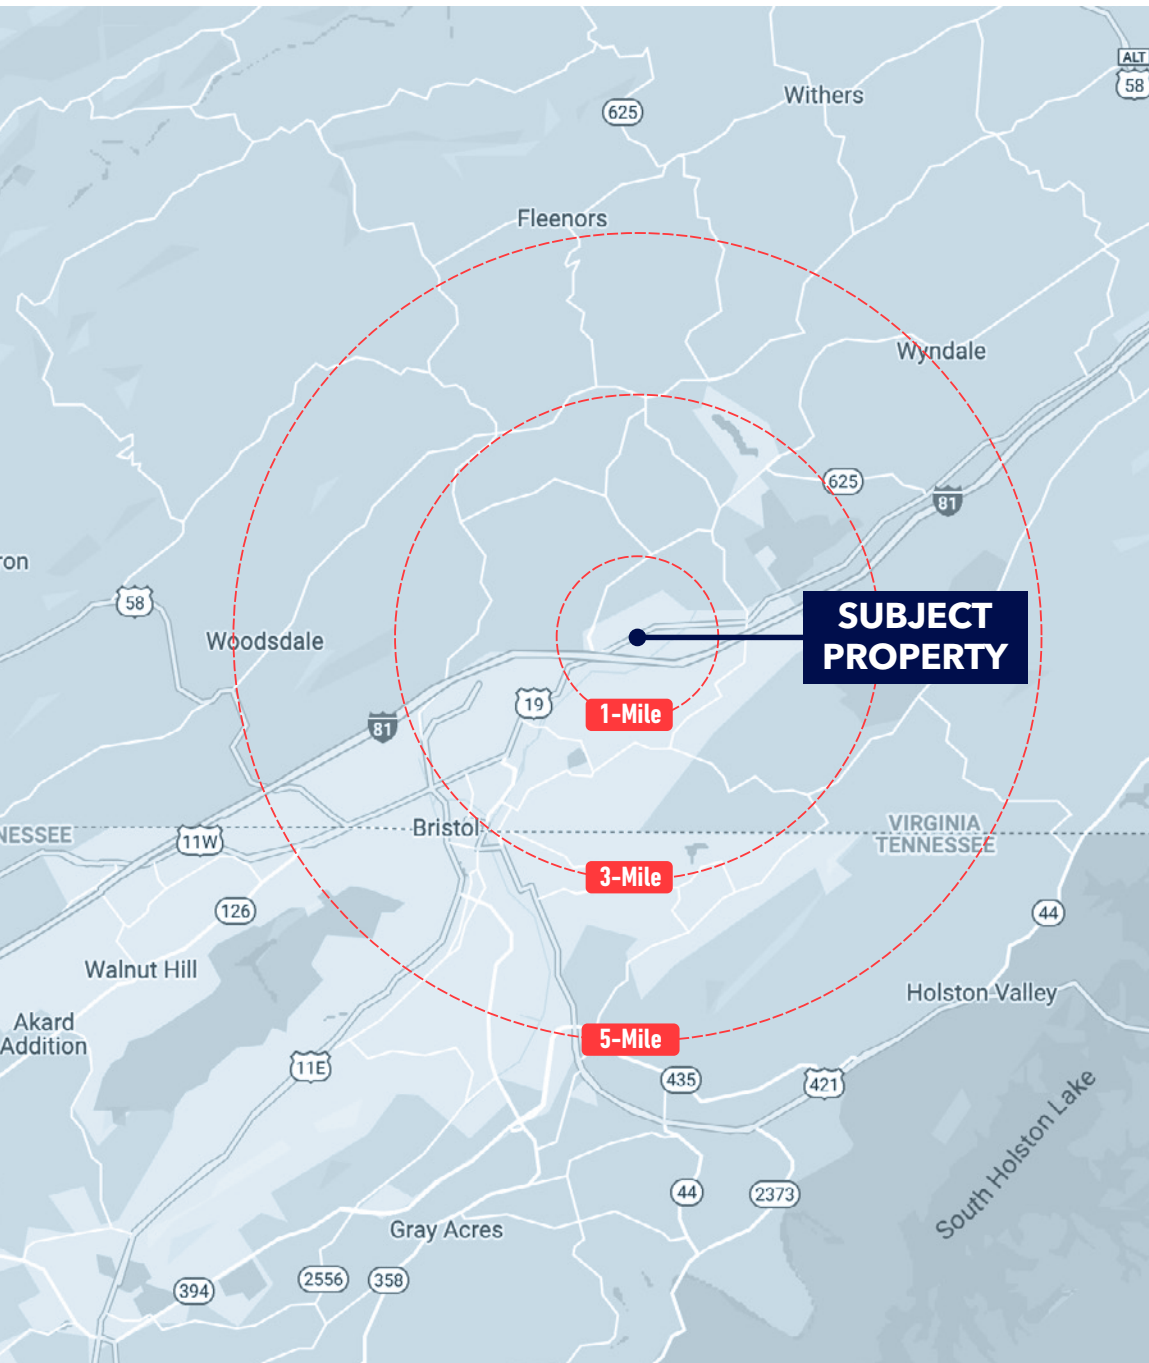 ALT
58
Withers
625
Fleenors
Wyndale
625
81
ron
58
SUBJECT
PROPERTY
Woodsdale
19
1-Mile
81
VIRGINIA
TENNESSEE
NESSEE
Bristol
11W
3-Mile
126
44
Walnut Hill
Holston Valley
Akard
Addition
5-Mile
11E
435
421
South Holston Lake
44
2373
Gray Acres
2556
358
394